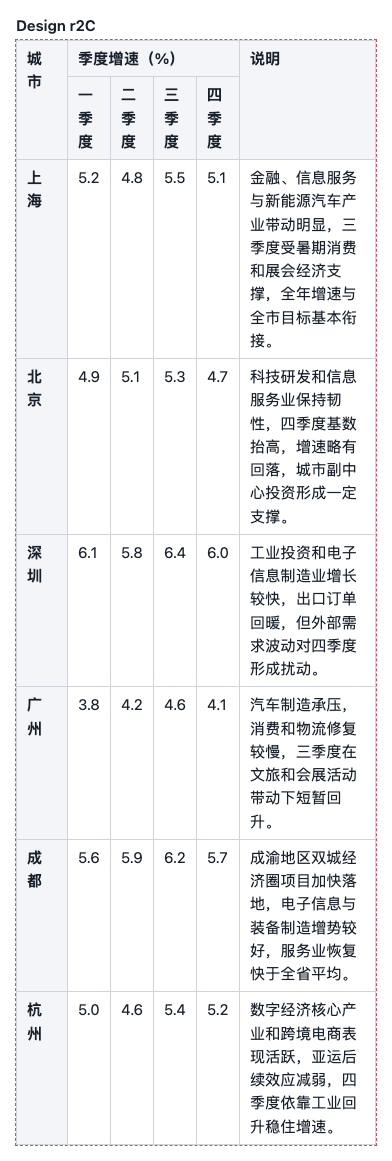 Design r2C
城市 季度增速（%） 说明
一季度 二季度 三季度 四季度
上海 5.2 4.8 5.5 5.1 金融、信息服务
与新能源汽车产
业带动明显，三
季度受暑期消费
和展会经济支
撑，全年增速与
全市目标基本衔
接。
北京 4.9 5.1 5.3 4.7 科技研发和信息
服务业保持韧
性，四季度基数
抬高，增速略有
回落，城市副中
心投资形成一定
支撑。
深圳 6.1 5.8 6.4 6.0 工业投资和电子
信息制造业增长
较快，出口订单
回暖，但外部需
求波动对四季度
形成扰动。
广州 3.8 4.2 4.6 4.1 汽车制造承压，
消费和物流修复
较慢，三季度在
文旅和会展活动
带动下短暂回
升。
成都 5.6 5.9 6.2 5.7 成渝地区双城经
济圈项目加快落
地，电子信息与
装备制造增势较
好，服务业恢复
快于全省平均。
杭州 5.0 4.6 5.4 5.2 数字经济核心产
业和跨境电商表
现活跃，亚运后
续效应减弱，四
季度依靠工业回
升稳住增速。